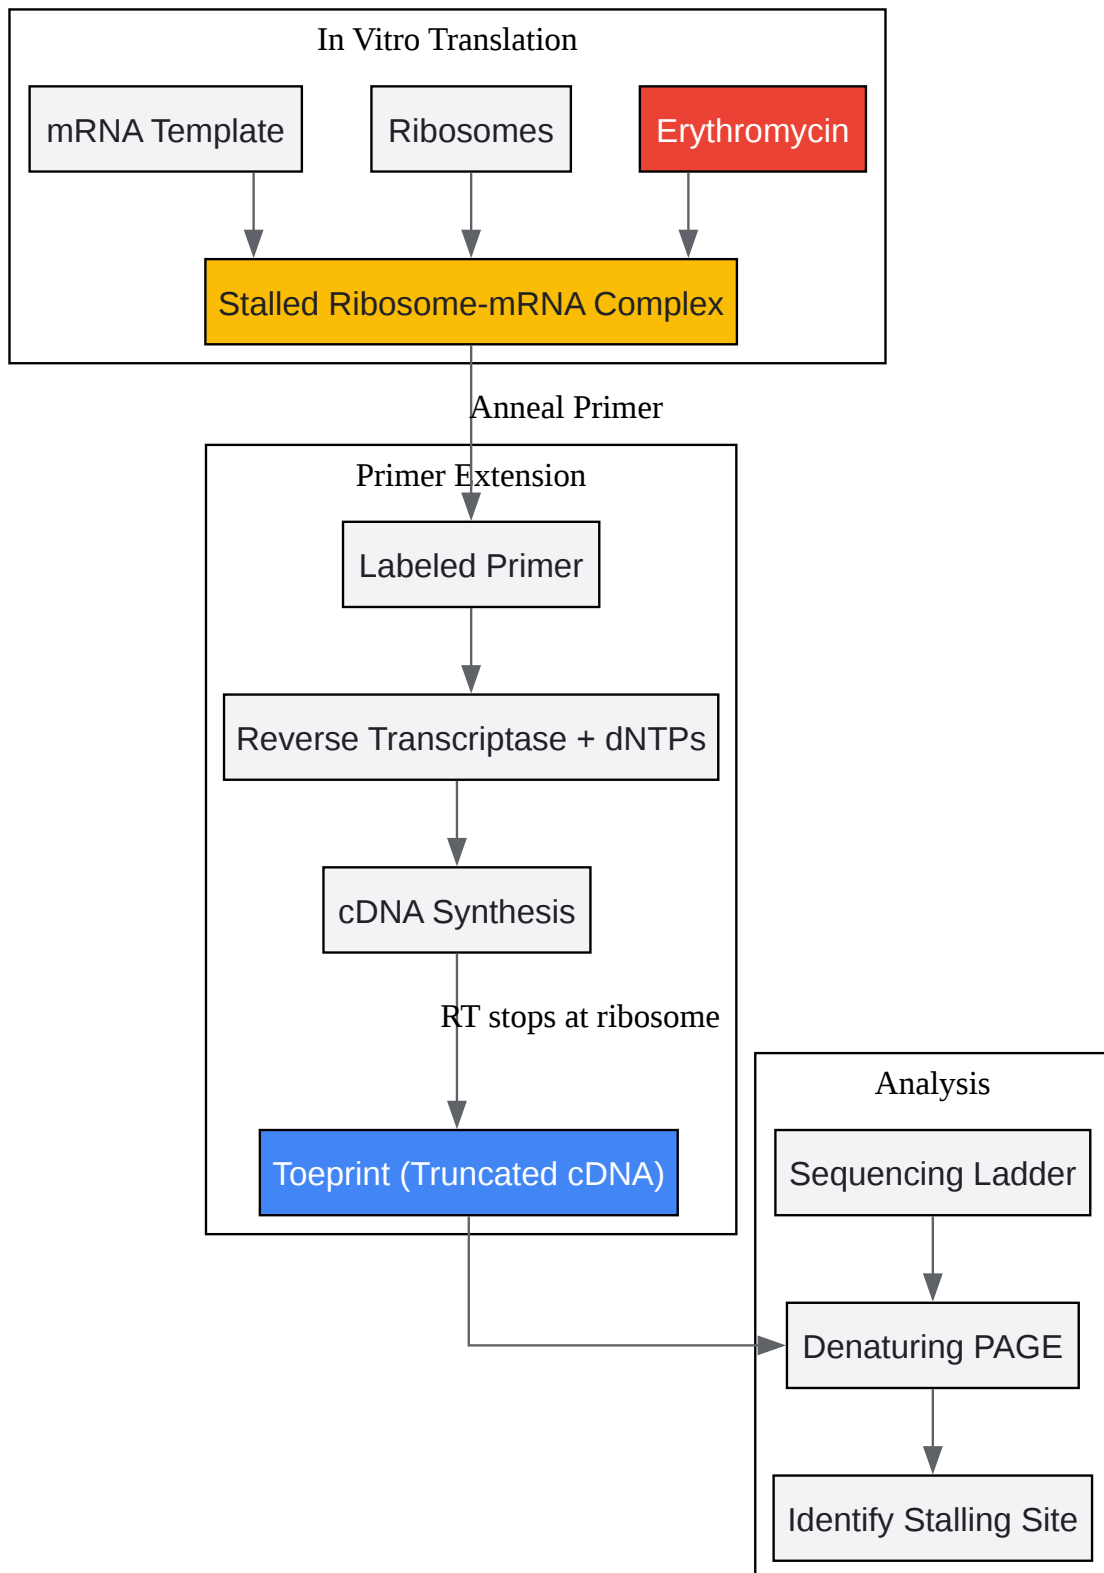 In Vitro Translation
mRNA Template
Ribosomes
Erythromycin
Stalled Ribosome-mRNA Complex
Anneal Primer
Primer Extension
Labeled Primer
Reverse Transcriptase + dNTPs
cDNA Synthesis
RT stops at ribosome
Toeprint (Truncated cDNA)
Analysis
Sequencing Ladder
Denaturing PAGE
Identify Stalling Site